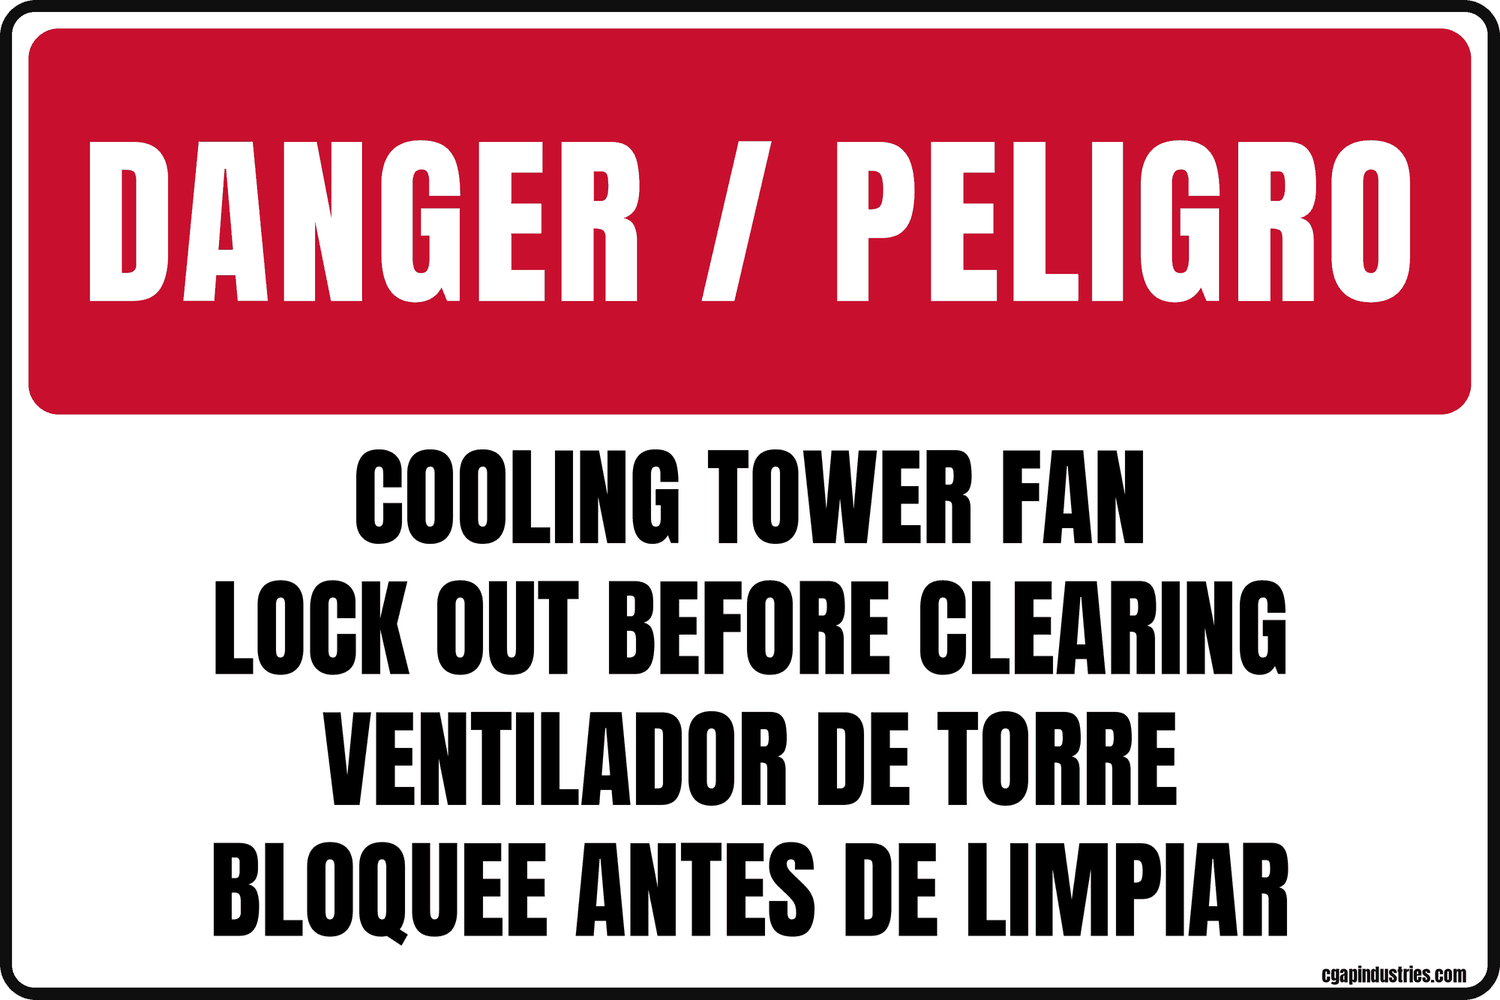 DANGER / PELIGRO
COOLING TOWER FAN
LOCK OUT BEFORE CLEARING
VENTILADOR DE TORRE
BLOQUEE ANTES DE LIMPIAR
cgapindustries.com